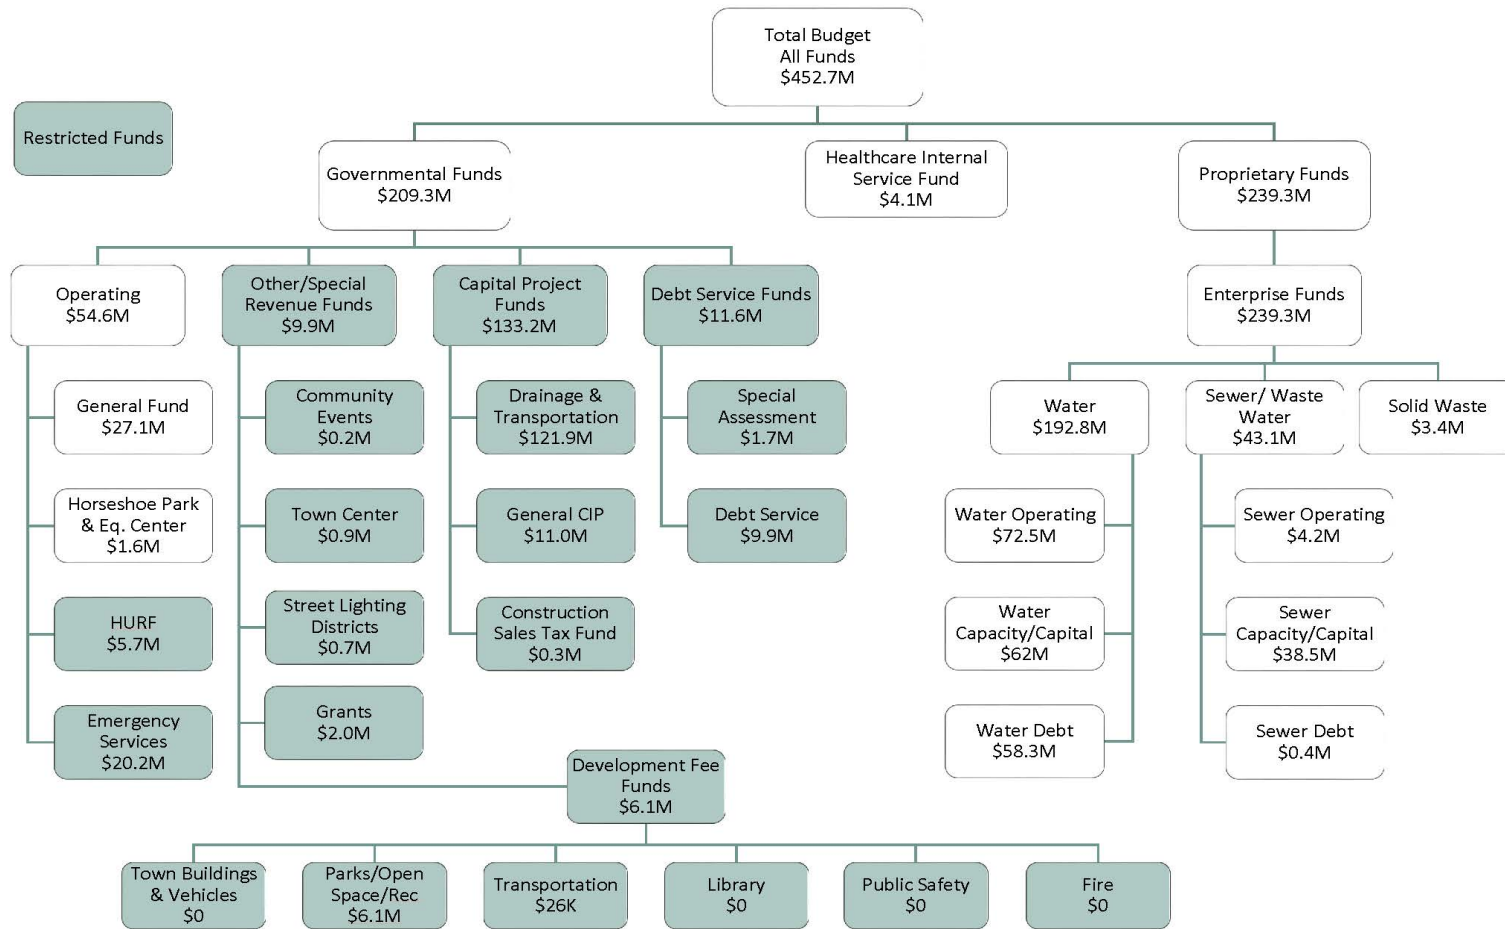 Total Budget
All Funds
$452.7M
Restricted Funds
Governmental Funds
$209.3M
Healthcare Internal
Service Fund
$4.1M
Proprietary Funds
$239.3M
Operating
$54.6M
Other/Special
Revenue Funds
$9.9M
Capital Project
Funds
$133.2M
Debt Service Funds
$11.6M
Enterprise Funds
$239.3M
General Fund
$27.1M
Community
Events
$0.2M
Drainage &
Transportation
$121.9M
Special
Assessment
$1.7M
Water
$192.8M
Sewer/ Waste
Water
$43.1M
Solid Waste
$3.4M
Horseshoe Park
& Eq. Center
$1.6M
Town Center
$0.9M
General CIP
$11.0M
Debt Service
$9.9M
Water Operating
$72.5M
Sewer Operating
$4.2M
HURF
$5.7M
Street Lighting
Districts
$0.7M
Construction
Sales Tax Fund
$0.3M
Water
Capacity/Capital
$62M
Sewer
Capacity/Capital
$38.5M
Emergency
Services
$20.2M
Grants
$2.0M
Water Debt
$58.3M
Sewer Debt
$0.4M
Development Fee
Funds
$6.1M
Town Buildings
& Vehicles
$0
Parks/Open
Space/Rec
$6.1M
Transportation
$26K
Library
$0
Public Safety
$0
Fire
$0